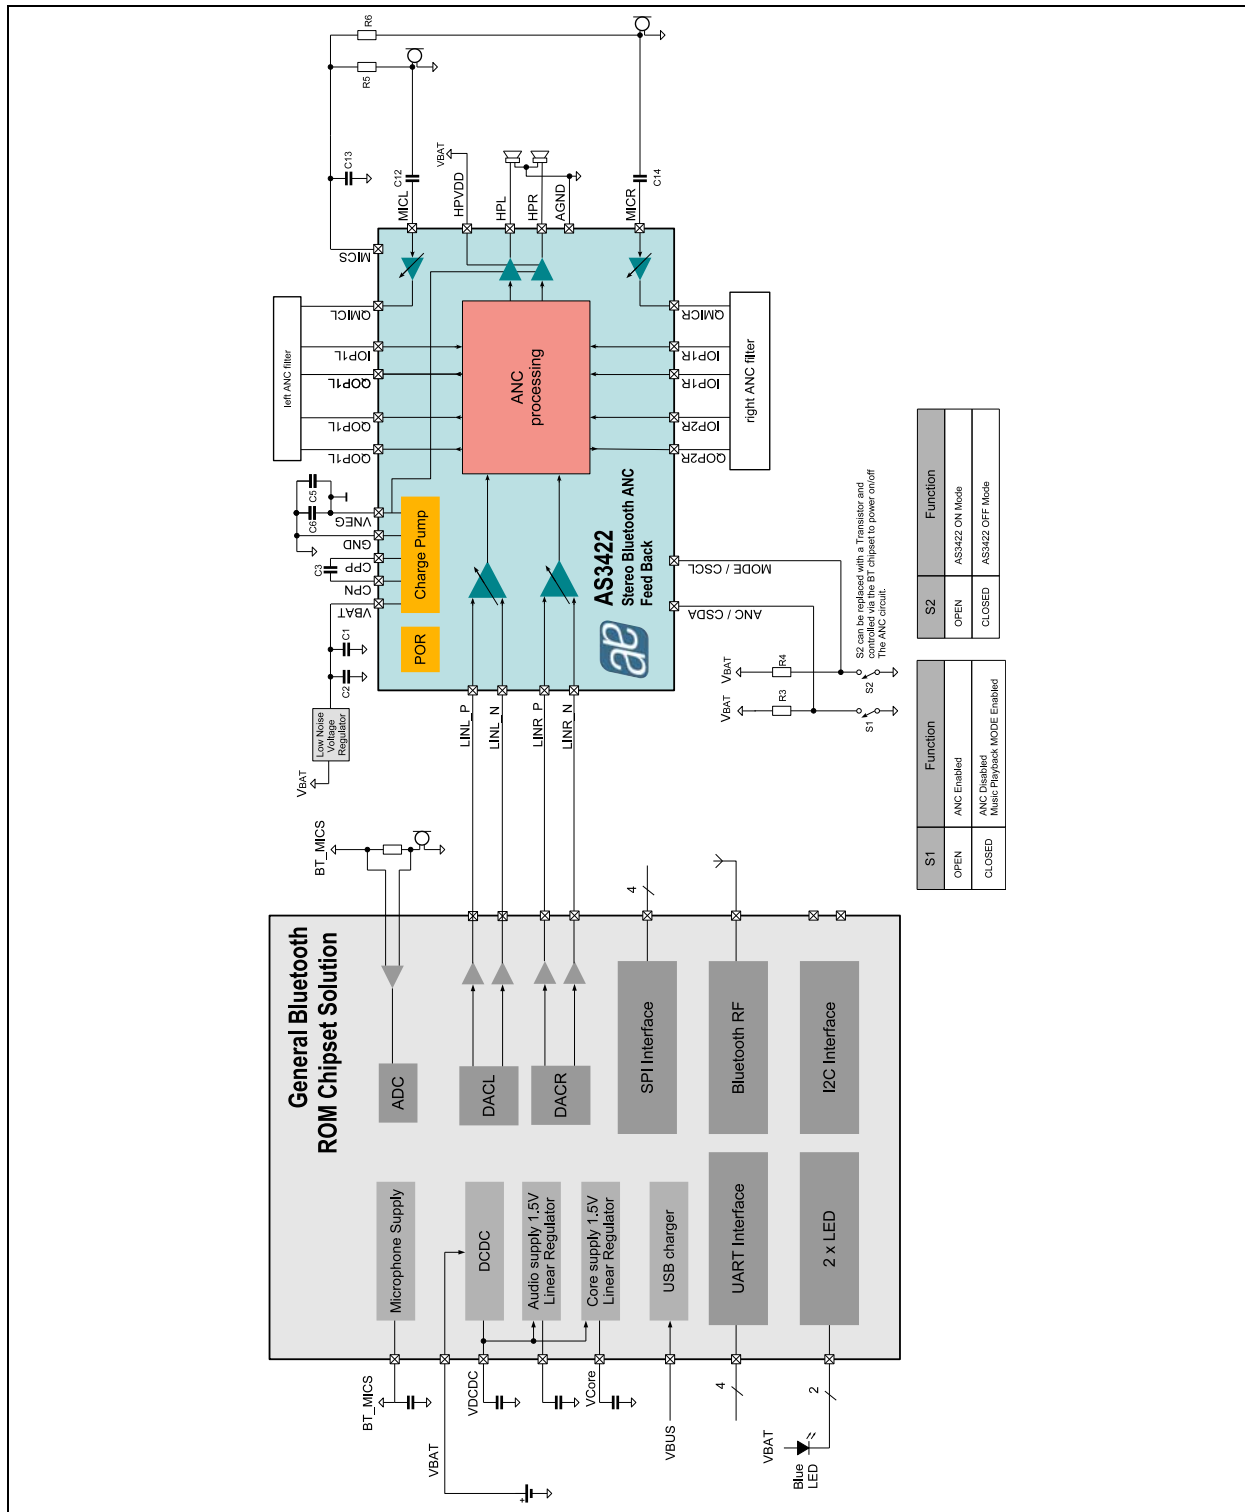 General Bluetooth
ROM Chipset Solution
Microphone Supply
DCDC
Audio supply 1.5V
Linear Regulator
Core supply 1.5V
Linear Regulator
USB charger
UART Interface
2 x LED
ADC
DACL
DACR
SPI Interface
Bluetooth RF
I2C Interface
BT_MICS
VBAT
VDCDC
VCore
VBUS
4
VBAT
Blue
LED
2
BT_MICS
4
LINL_P
LINL_N
LINR_P
LINR_N
VBAT
Low Noise
Voltage
Regulator
C2
C1
C3
C6
C5
VBAT
CPN
CPP
GND
VNEG
QOP1L
QOP1L
QOP1L
IOP1L
QMICL
MICS
left ANC filter
POR
Charge Pump
AS3422
Stereo Bluetooth ANC
Feed Back
ae
ANC
processing
MICL
HPVDD
HPL
HPR
AGND
MICR
VBAT
C12
C13
C14
R5
R6
QMICR
IOP1R
IOP1R
IOP2R
QOP2R
right ANC filter
ANC / CSDA
MODE / CSCL
VBAT
VBAT
R3
R4
S1
S2
S2 can be replaced with a Transistor and
controlled via the BT chipset to power on/off
The ANC circuit.
S1 Function
OPEN ANC Enabled
CLOSED ANC Disabled
Music Playback MODE Enabled
S2 Function
OPEN AS3422 ON Mode
CLOSED AS3422 OFF Mode